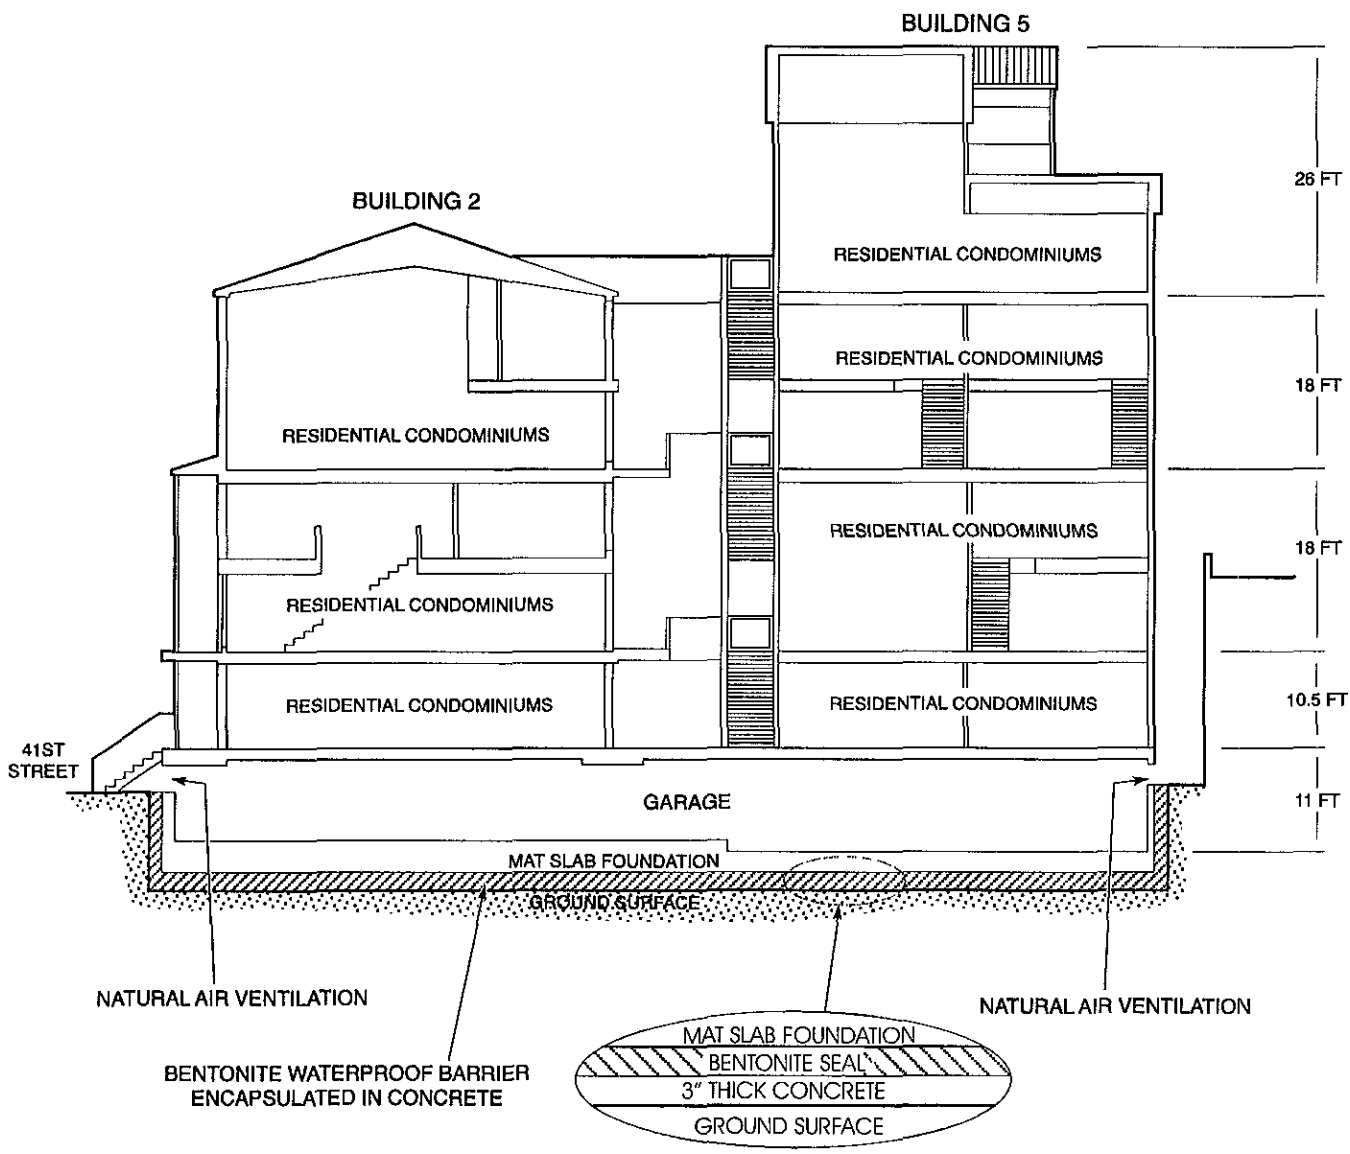 BUILDING 5
26 FT
BUILDING 2
RESIDENTIAL CONDOMINIUMS
RESIDENTIAL CONDOMINIUMS
18 FT
RESIDENTIAL CONDOMINIUMS
RESIDENTIAL CONDOMINIUMS
18 FT
RESIDENTIAL CONDOMINIUMS
RESIDENTIAL CONDOMINIUMS
RESIDENTIAL CONDOMINIUMS
10.5 FT
41ST
STREET
GARAGE
11 FT
MAT SLAB FOUNDATION
GROUND SURFACE
NATURAL AIR VENTILATION
NATURAL AIR VENTILATION
BENTONITE WATERPROOF BARRIER
ENCAPSULATED IN CONCRETE
MAT SLAB FOUNDATION
BENTONITE SEAL
3" THICK CONCRETE
GROUND SURFACE